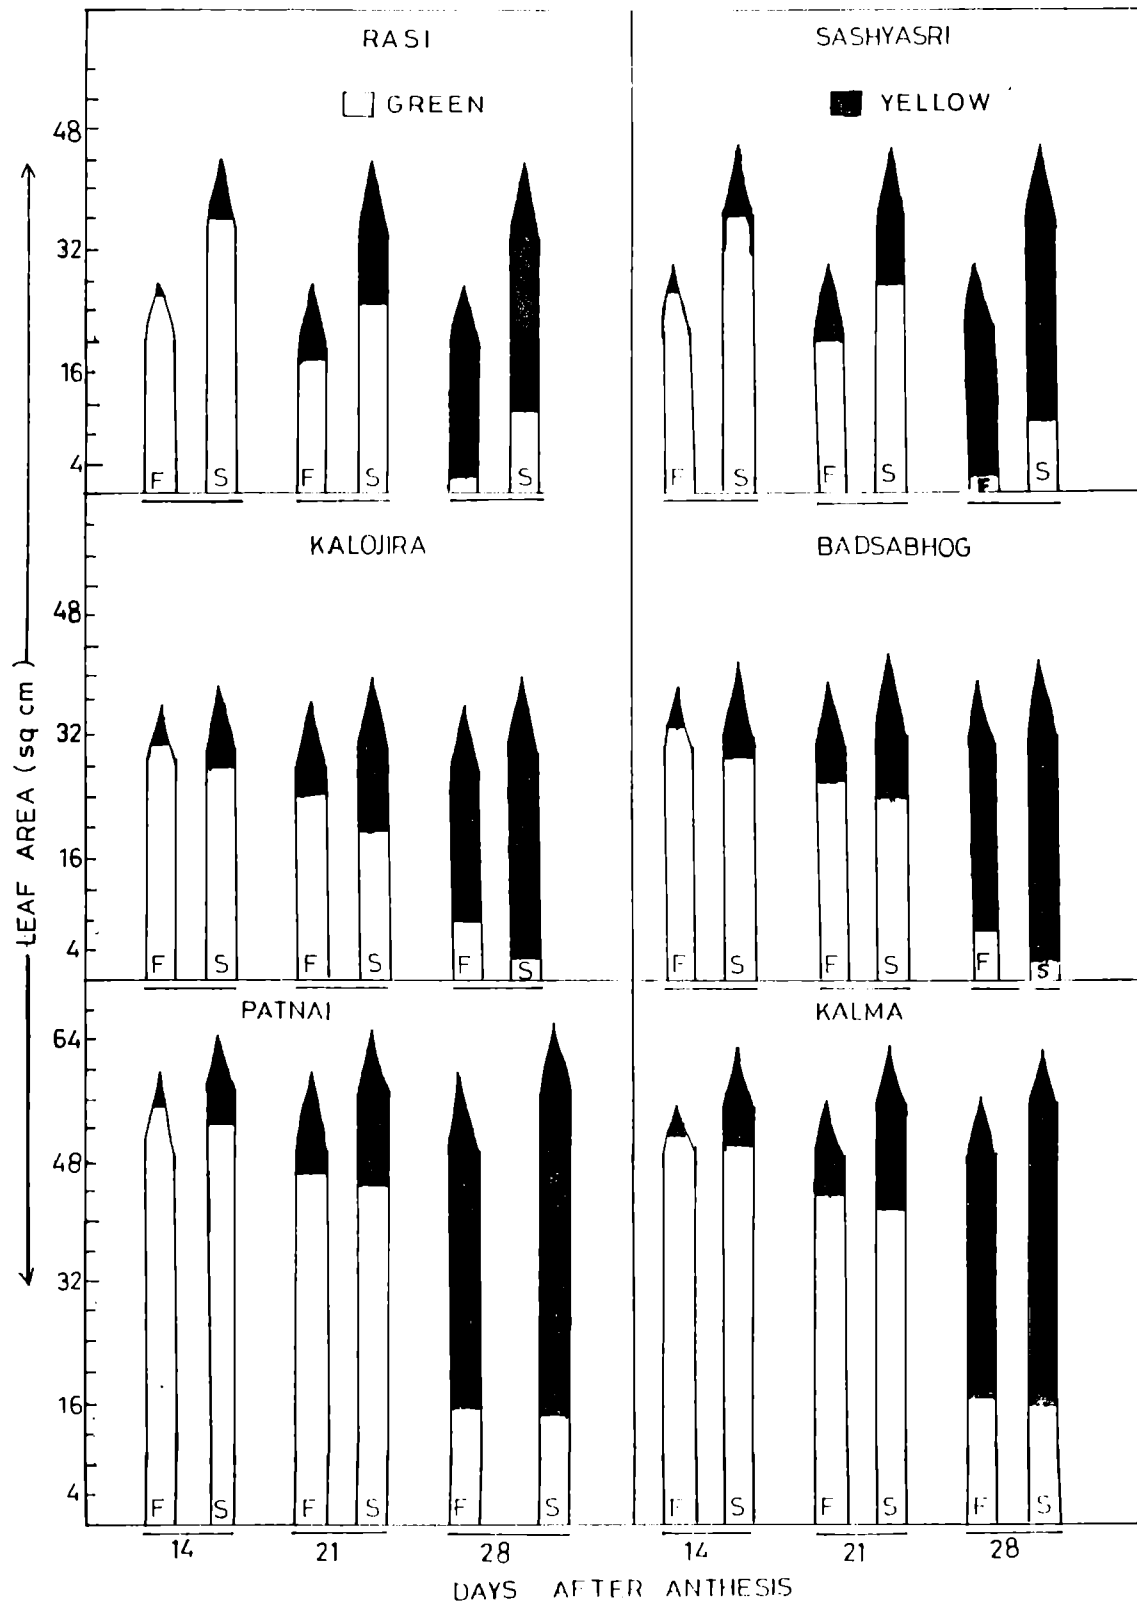 RASI SASHYASRI
GREEN YELLOW
48
32
16
4
F S F S S F S F S F S
KALOJIRA BADSABHOG
48
32
16
4
F S F S F S F S F S F S
PATNAI KALMA
64
48
32
16
4
F S F S F S F S F S F S
14 21 28 14 21 28
DAYS AFTER ANTHESIS
LEAF AREA (sq cm)